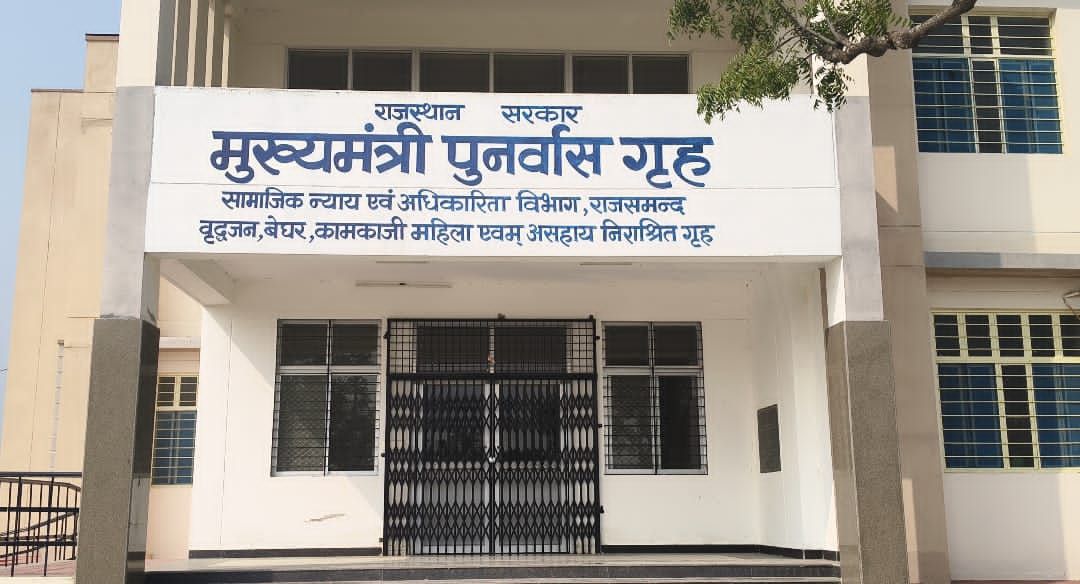 राजस्थान सरकार
मुख्यमंत्री पुनर्वास गृह
सामाजिक न्याय एवं अधिकारिता विभाग,राजसमन्द
वृद्धजन,बेघर,कामकाजी महिला एवम् असहाय निराश्रित गृह